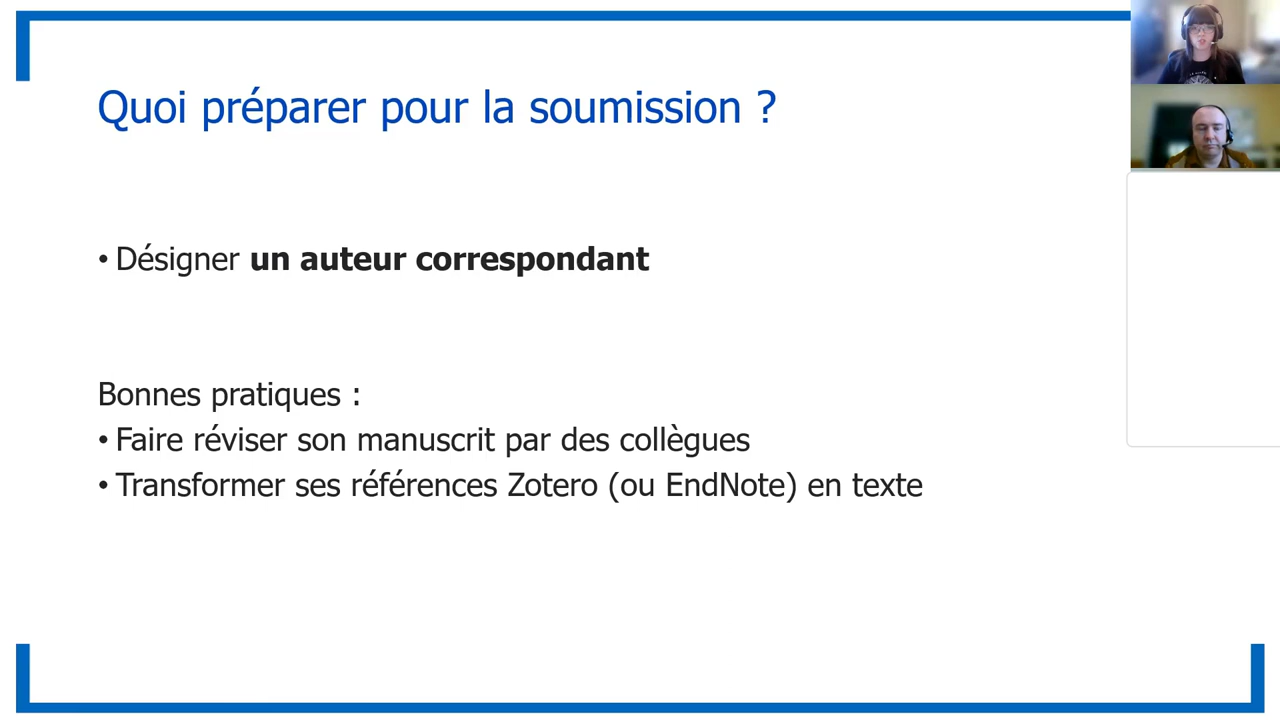 Quoi préparer pour la soumission ?
• Désigner un auteur correspondant
Bonnes pratiques :
• Faire réviser son manuscrit par des collègues
• Transformer ses références Zotero (ou EndNote) en texte